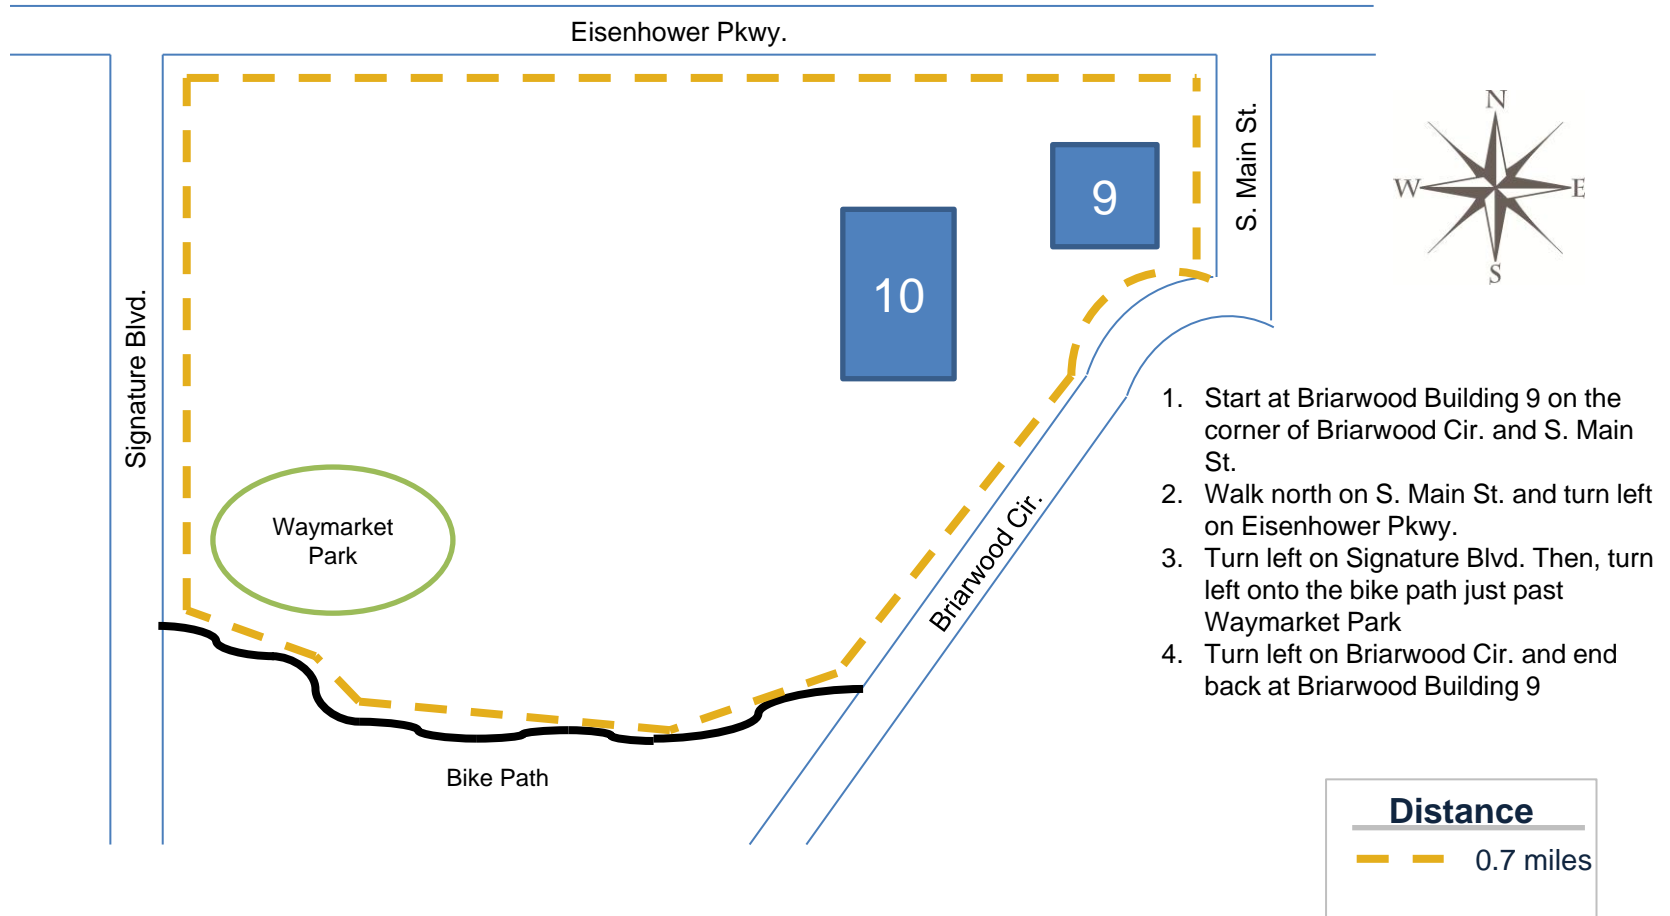 Eisenhower Pkwy.
N
S. Main St.
W
E
9
S
10
Signature Blvd.
1. Start at Briarwood Building 9 on the
corner of Briarwood Cir. and S. Main
St.
2. Walk north on S. Main St. and turn left
on Eisenhower Pkwy.
3. Turn left on Signature Blvd. Then, turn
left onto the bike path just past
Waymarket Park
4. Turn left on Briarwood Cir. and end
back at Briarwood Building 9
Waymarket
Park
Briarwood Cir.
Bike Path
Distance
0.7 miles